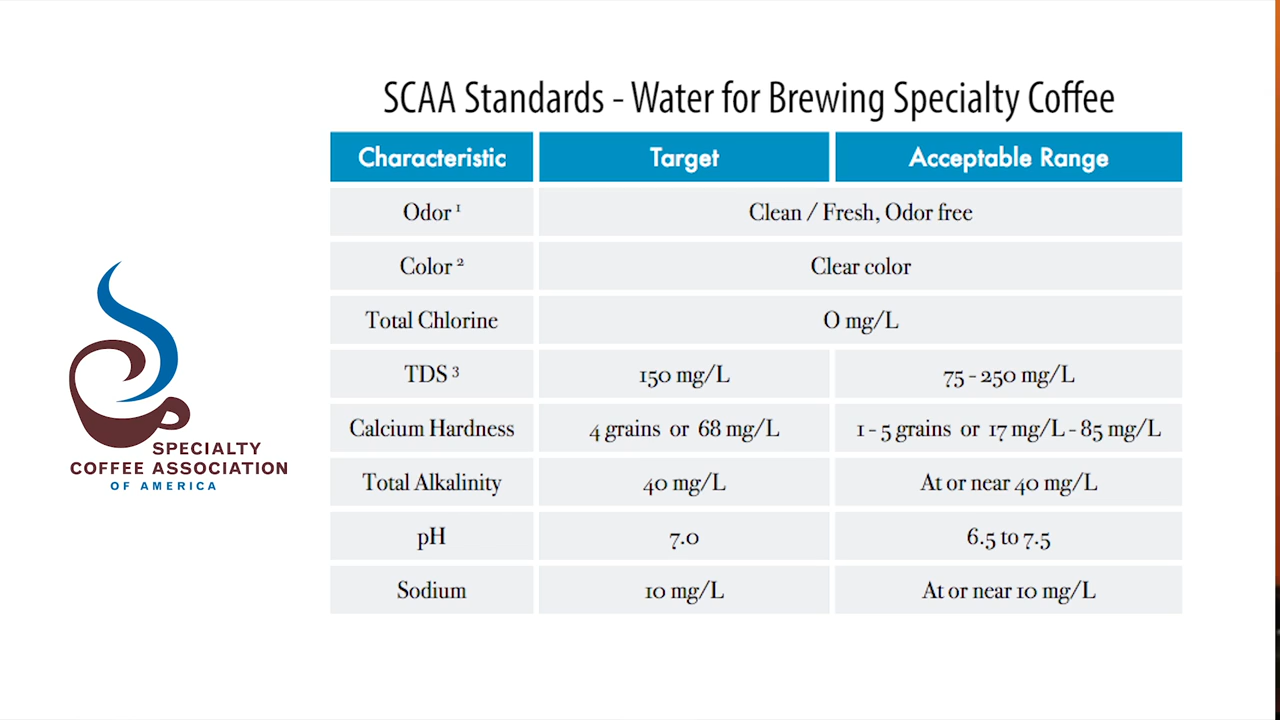 SCAA Standards - Water for Brewing Specialty Coffee
Characteristic Target Acceptable Range
Odor ¹ Clean / Fresh, Odor free
Color ² Clear color
Total Chlorine 0 mg/L
TDS ³ 150 mg/L 75 - 250 mg/L
Calcium Hardness 4 grains or 68 mg/L 1 - 5 grains or 17 mg/L - 85 mg/L
Total Alkalinity 40 mg/L At or near 40 mg/L
pH 7.0 6.5 to 7.5
Sodium 10 mg/L At or near 10 mg/L
SPECIALTY
COFFEE ASSOCIATION
OF AMERICA